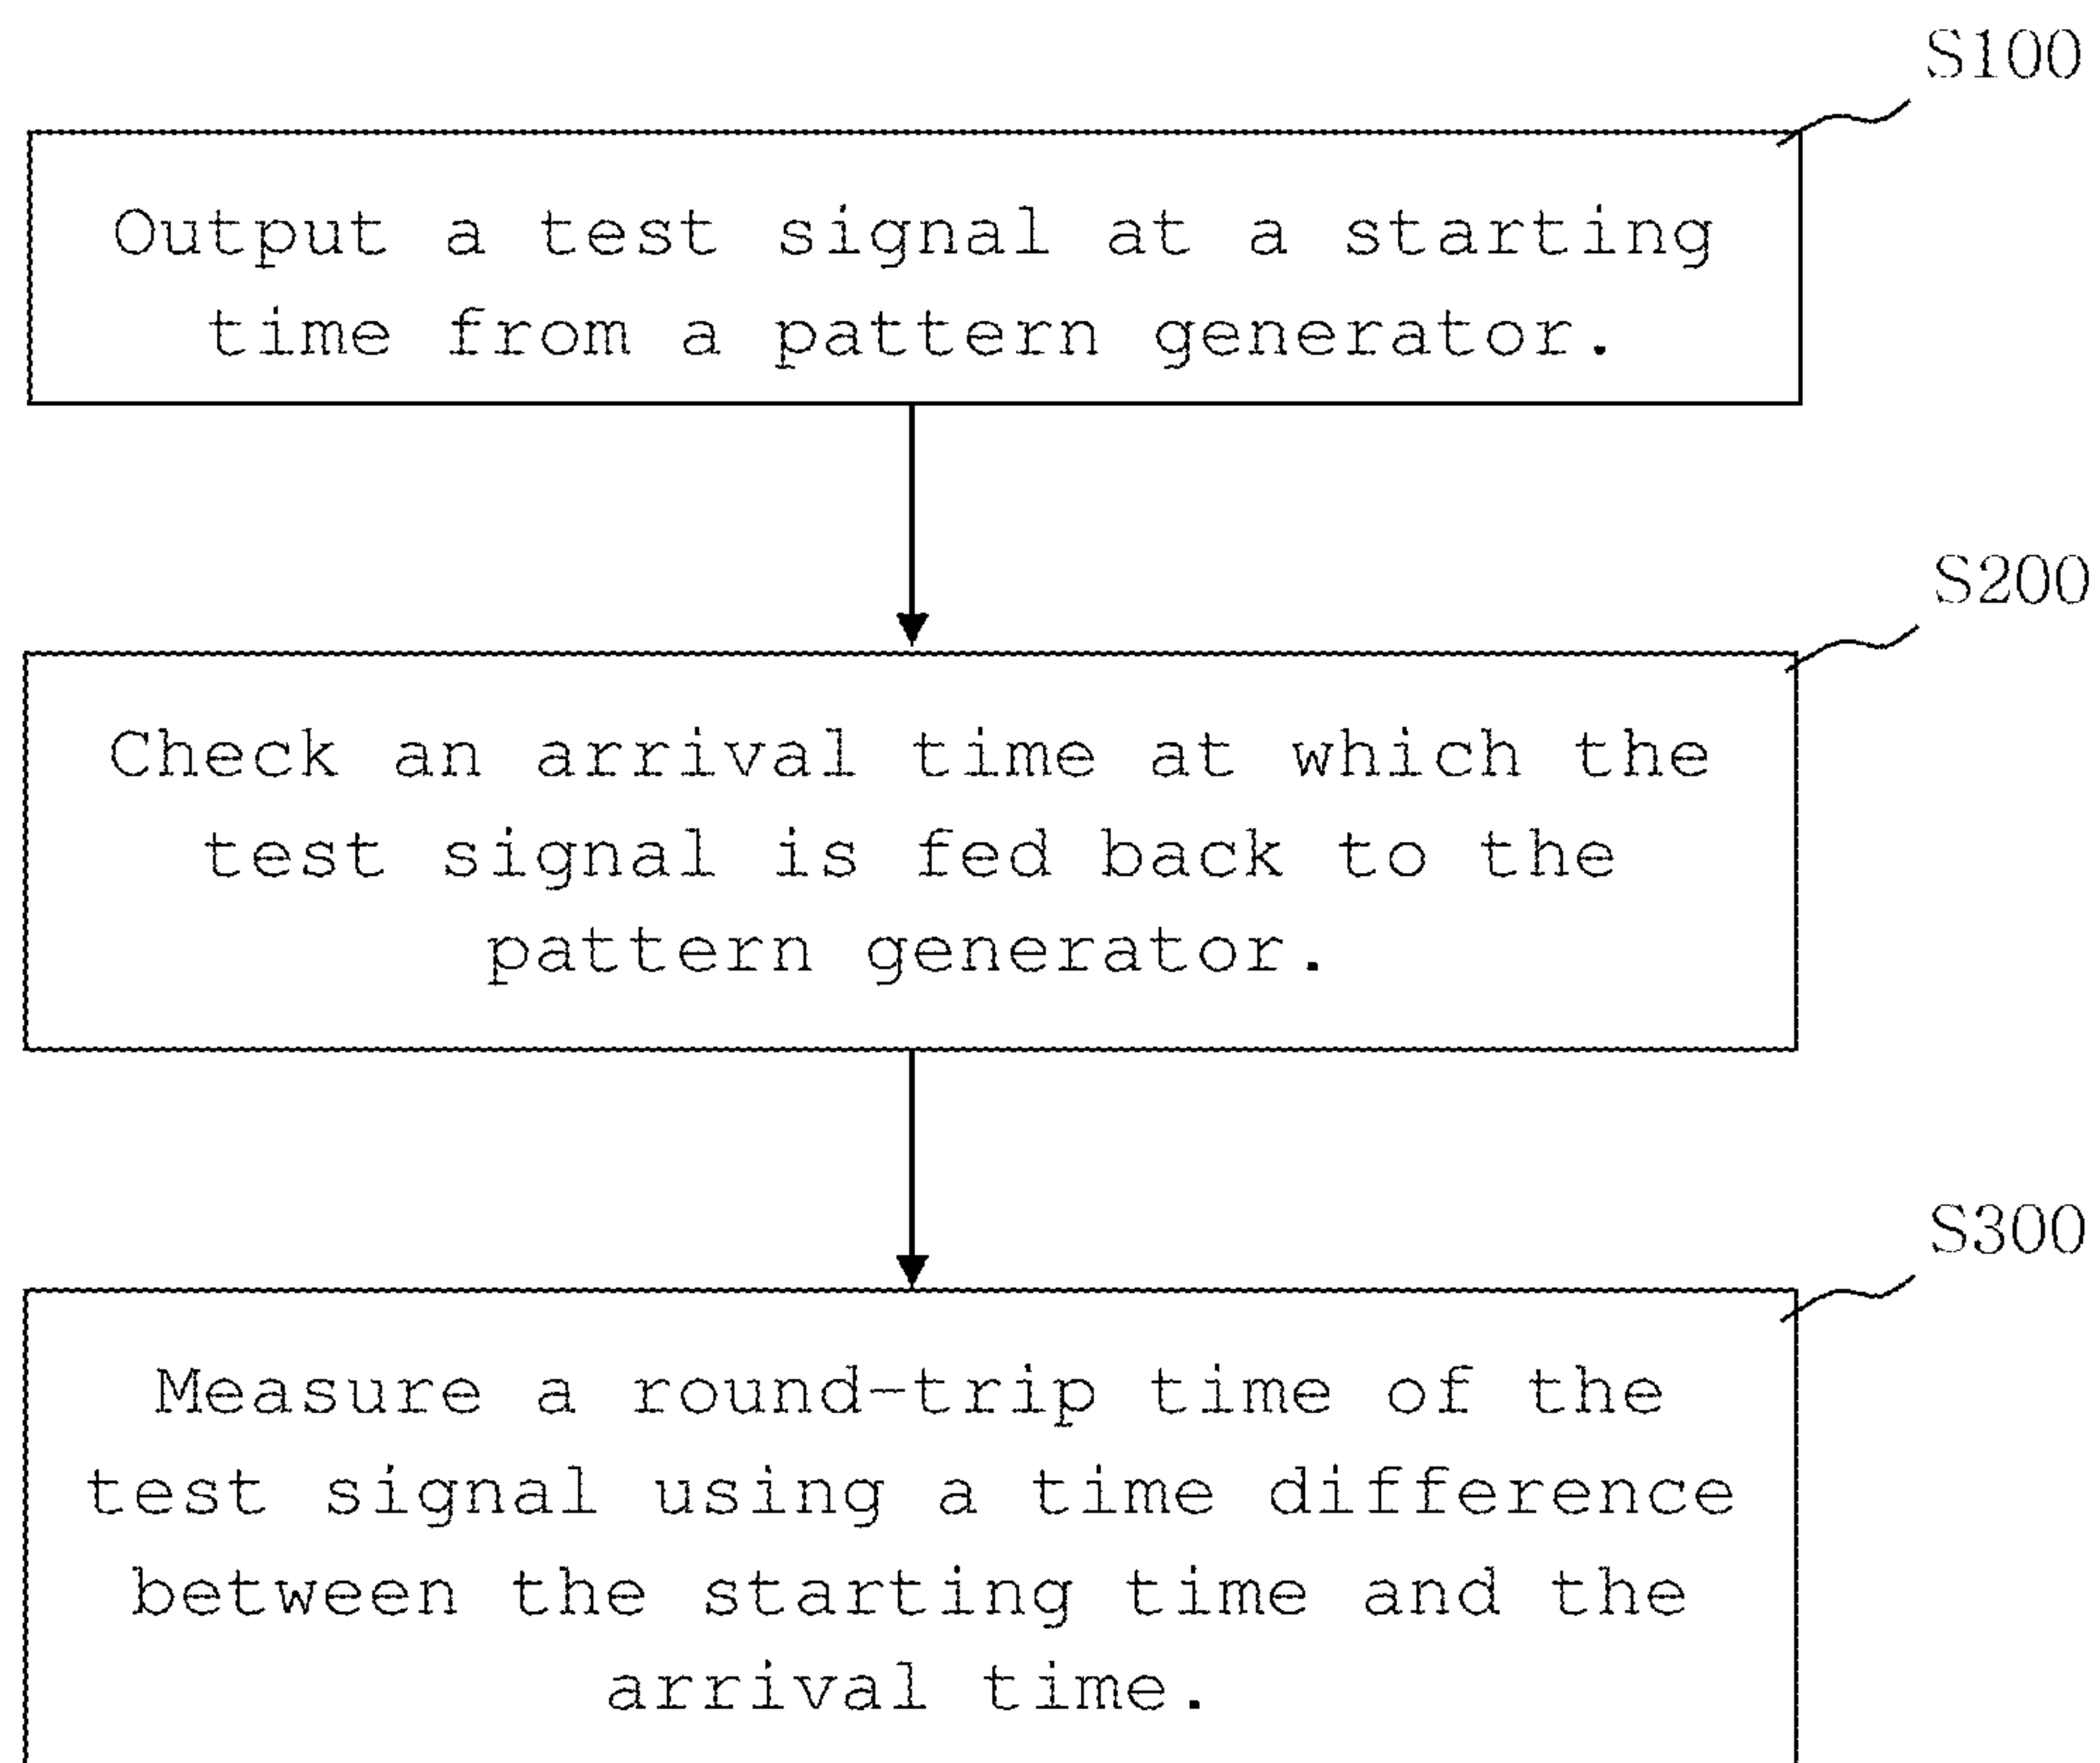 S100
Output a test signal at a starting
time from a pattern generator.
S200
Check an arrival time at which the
test signal is fed back to the
pattern generator.
S300
Measure a round-trip time of the
test signal using a time difference
between the starting time and the
arrival time.